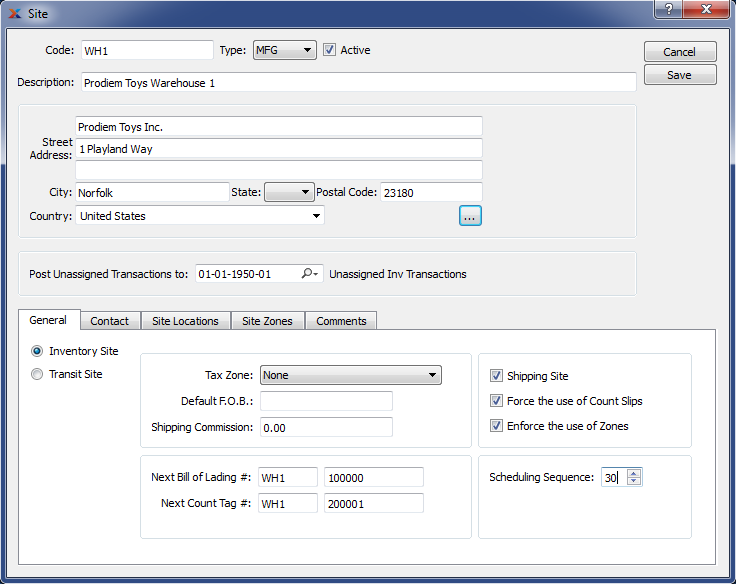 Site
Code: WH1 Type: MFG Active
Cancel
Description: Prodiem Toys Warehouse 1
Save
Prodiem Toys Inc.
Street Address: 1 Playland Way
City: Norfolk State: Postal Code: 23180
Country: United States ...
Post Unassigned Transactions to: 01-01-1950-01 Unassigned Inv Transactions
General Contact Site Locations Site Zones Comments
Inventory Site
Transit Site
Tax Zone: None
Default F.O.B.:
Shipping Commission: 0.00
Shipping Site
Force the use of Count Slips
Enforce the use of Zones
Next Bill of Lading #: WH1 100000
Next Count Tag #: WH1 200001
Scheduling Sequence: 30